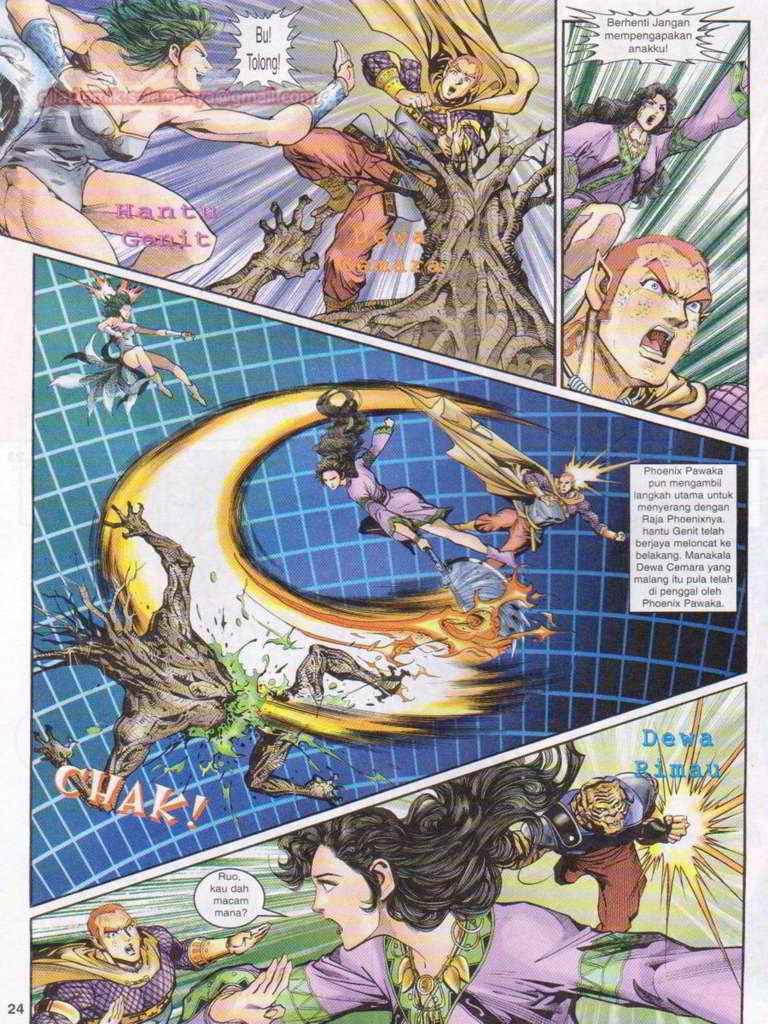 Bu!
Tolong!
Hantu
Genit
Dewa
Cemara
Berhenti Jangan
mempengapakan
anakku!
Phoenix Pawaka
pun mengambil
langkah utama untuk
menyerang dengan
Raja Phoenixnya.
hantu Genit telah
berjaya meloncat ke
belakang. Manakala
Dewa Cemara yang
malang itu pula telah
di penggal oleh
Phoenix Pawaka.
CHAK!
Dewa
Rimau
Ruo,
kau dah
macam
mana?
24